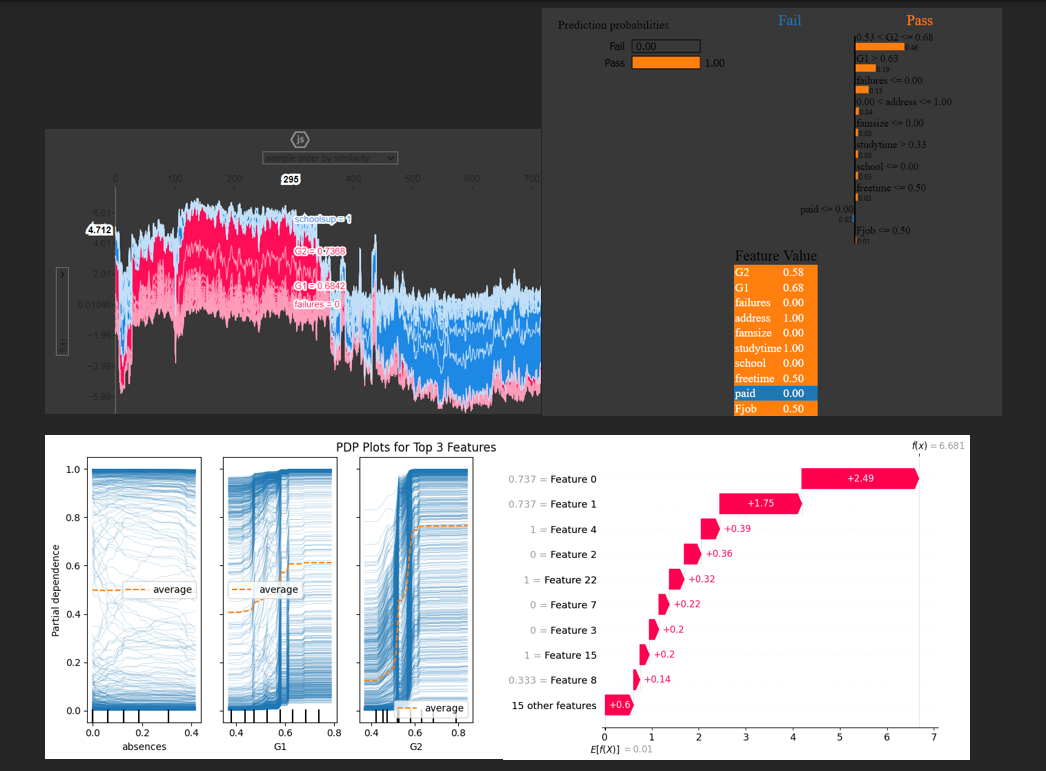 Prediction probabilities
Fail 0.00
Pass 1.00
Fail
Pass
0.53 < G2 <= 0.68
0.46
G1 > 0.63
0.19
failures <= 0.00
0.13
0.00 < address <= 1.00
0.04
famsize <= 0.00
0.03
studytime > 0.33
0.03
school <= 0.00
0.03
freetime <= 0.50
0.03
paid <= 0.00
0.02
Fjob <= 0.50
0.01
Feature Value
G2 0.58
G1 0.68
failures 0.00
address 1.00
famsize 0.00
studytime 1.00
school 0.00
freetime 0.50
paid 0.00
Fjob 0.50
js
sample order by similarity
0 100 200 295 400 500 600 700
6.01
4.712
4.01
2.01
0.01046
−1.99
−3.99
−5.99
f(x)
schoolsup = 1
G2 = 0.7368
G1 = 0.6842
failures = 0
PDP Plots for Top 3 Features
Partial dependence
1.0
0.8
0.6
0.4
0.2
0.0
average
average
average
0.0 0.2 0.4
absences
0.4 0.6 0.8
G1
0.4 0.6 0.8
G2
f(x) = 6.681
0.737 = Feature 0 +2.49
0.737 = Feature 1 +1.75
1 = Feature 4 +0.39
0 = Feature 2 +0.36
1 = Feature 22 +0.32
0 = Feature 7 +0.22
0 = Feature 3 +0.2
1 = Feature 15 +0.2
0.333 = Feature 8 +0.14
15 other features +0.6
0 1 2 3 4 5 6 7
E[f(X)] = 0.01